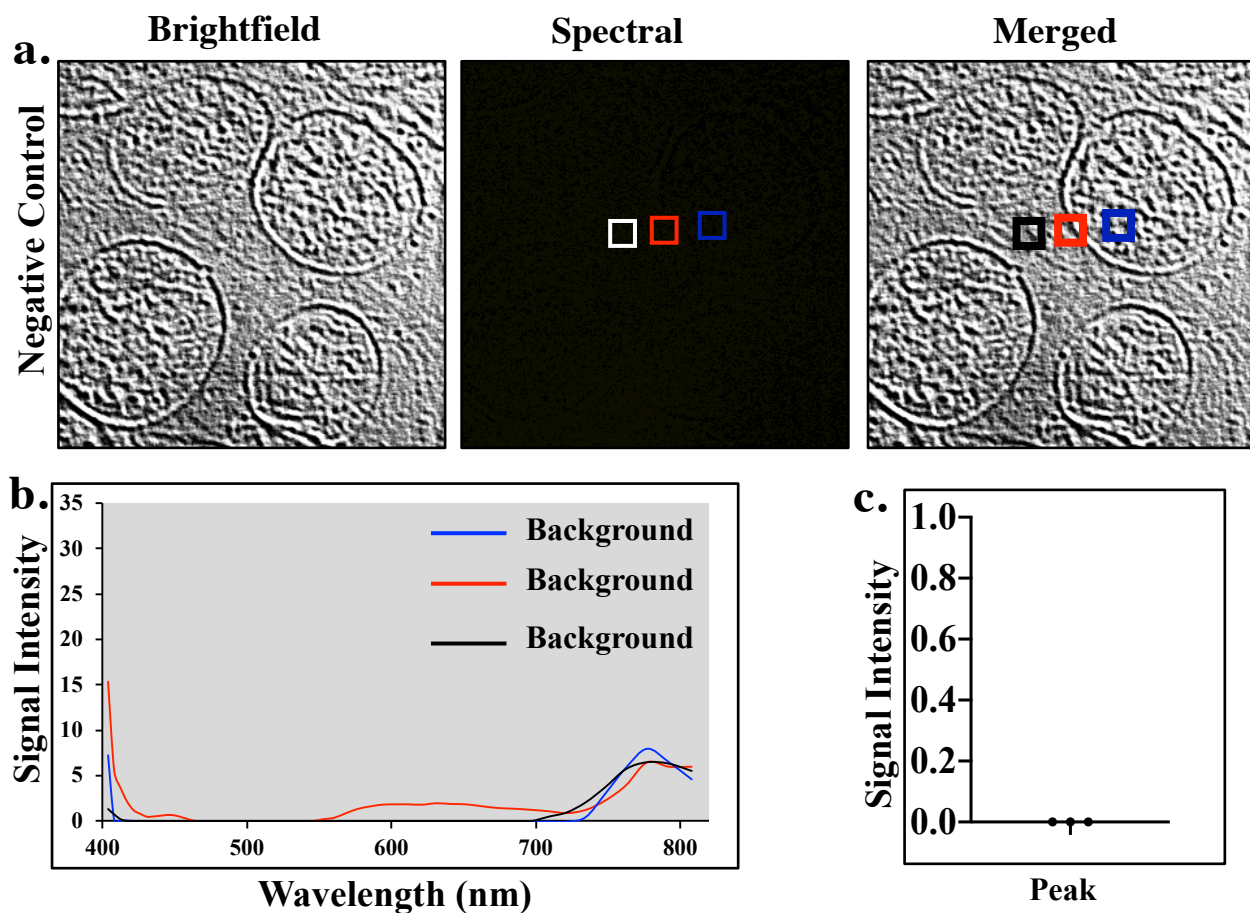 Brightfield
Spectral
Merged
a.
Negative Control
b.
35
30
25
20
15
10
5
0
400
500
600
700
800
Signal Intensity
Wavelength (nm)
Background
Background
Background
c.
1.0
0.8
0.6
0.4
0.2
0.0
Signal Intensity
Peak